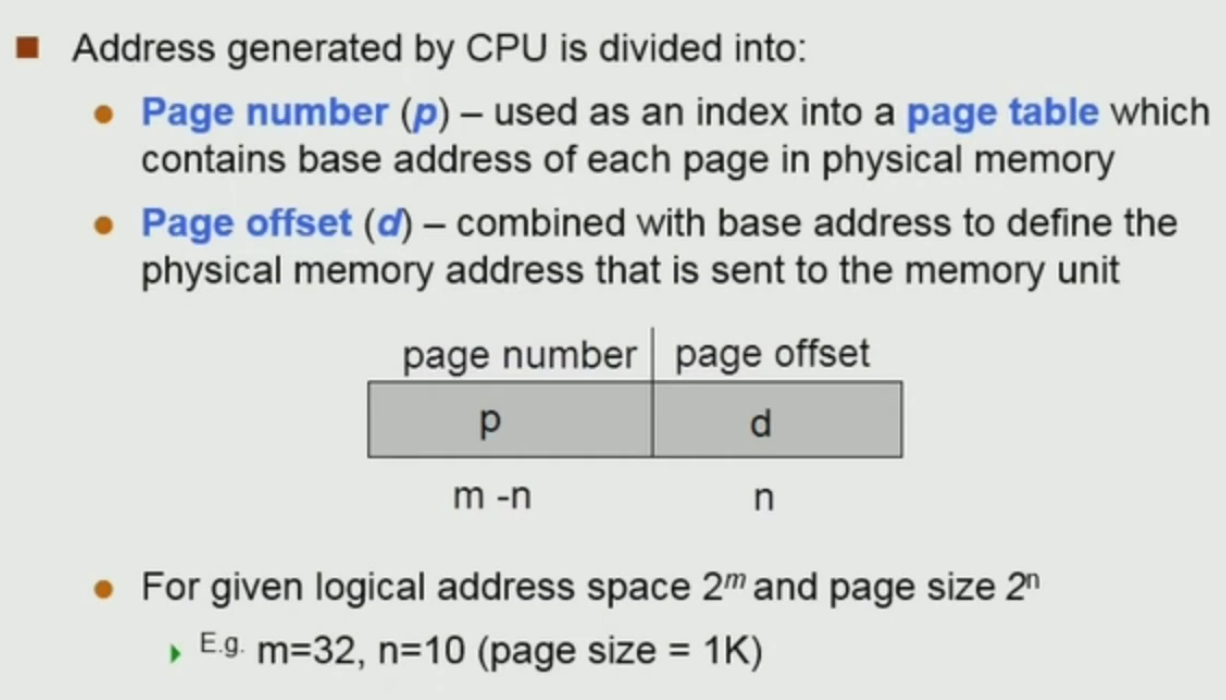 Address generated by CPU is divided into:
Page number (p) – used as an index into a page table which
contains base address of each page in physical memory
Page offset (d) – combined with base address to define the
physical memory address that is sent to the memory unit
page number page offset
p d
m -n n
For given logical address space 2ᵐ and page size 2ⁿ
E.g. m=32, n=10 (page size = 1K)